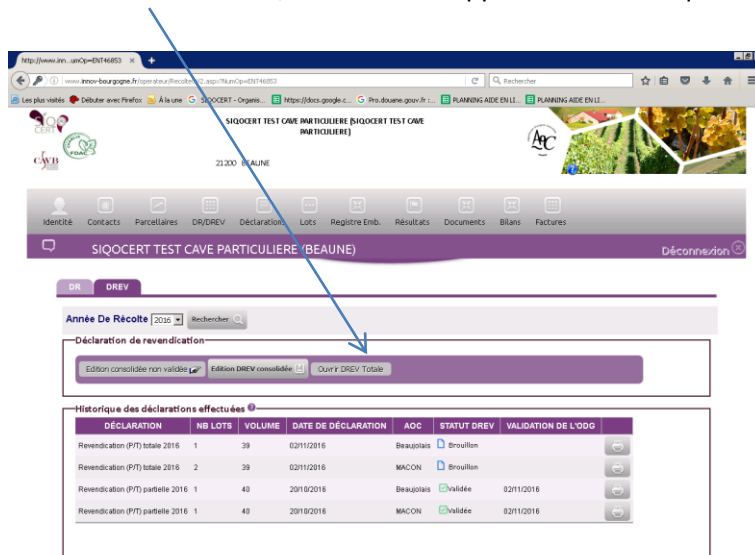 http://www.inn...umOp=ENT46853
www.innov-bourgogne.fr/operateur/Recolte
Rechercher
Les plus visités Débuter avec Firefox À la une SIQOCERT - Organis... https://docs.google.c... Pro.douane.gouv.fr :... PLANNING AIDE EN LI... PLANNING AIDE EN LI...
SIQOCERT TEST CAVE PARTICULIERE (SIQOCERT TEST CAVE
PARTICULIERE)
21200 BEAUNE
CERT
FDAC
CAVB
Identité Contacts Parcellaires DR/DREV Déclarations Lots Registre Emb. Résultats Documents Bilans Factures
SIQOCERT TEST CAVE PARTICULIERE (BEAUNE)
Déconnexion
DR DREV
Année De Récolte 2016 Rechercher
Déclaration de revendication
Edition consolidée non validée Edition DREV consolidée Ouvrir DREV Totale
Historique des déclarations effectuées
DÉCLARATION NB LOTS VOLUME DATE DE DÉCLARATION AOC STATUT DREV VALIDATION DE L'ODG
Revendication (P/T) totale 2016 1 39 02/11/2016 Beaujolais Brouillon
Revendication (P/T) totale 2016 2 39 02/11/2016 MACON Brouillon
Revendication (P/T) partielle 2016 1 40 20/10/2016 Beaujolais Validée 02/11/2016
Revendication (P/T) partielle 2016 1 40 20/10/2016 MACON Validée 02/11/2016